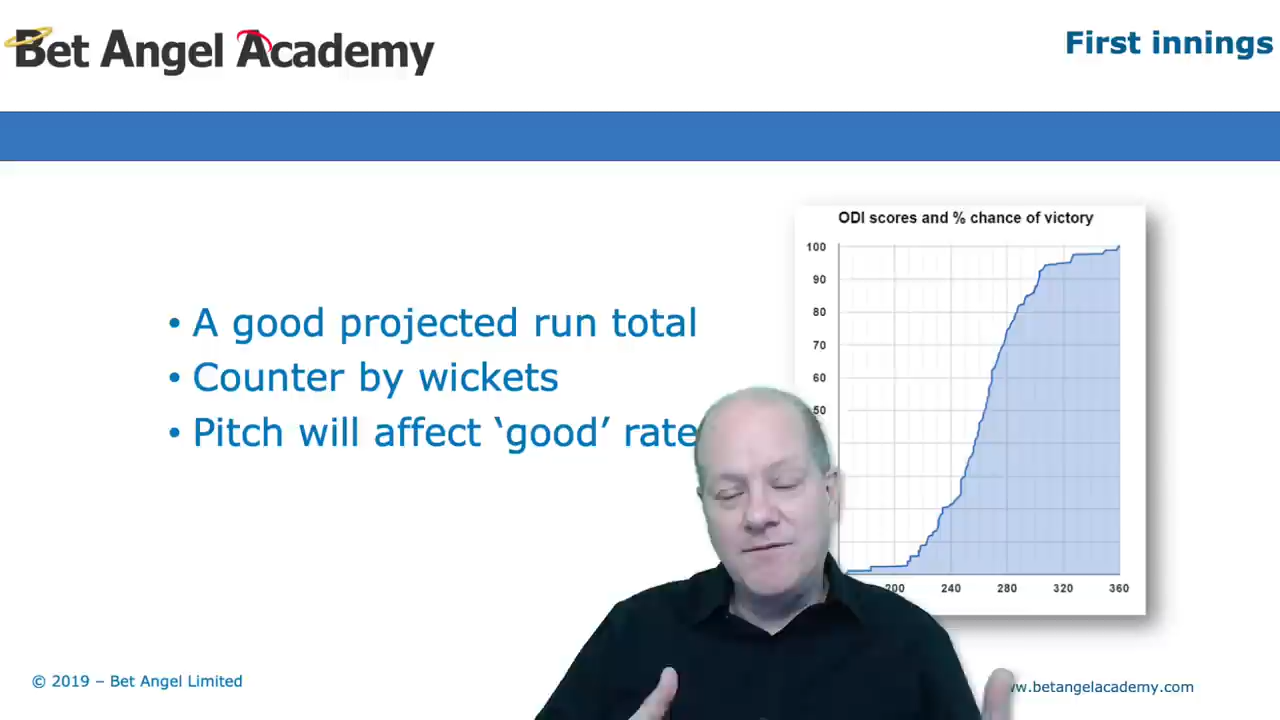 Bet Angel Academy
First innings
• A good projected run total
• Counter by wickets
• Pitch will affect ‘good’ rate
ODI scores and % chance of victory
100
90
80
70
60
50
200 240 280 320 360
© 2019 – Bet Angel Limited
www.betangelacademy.com